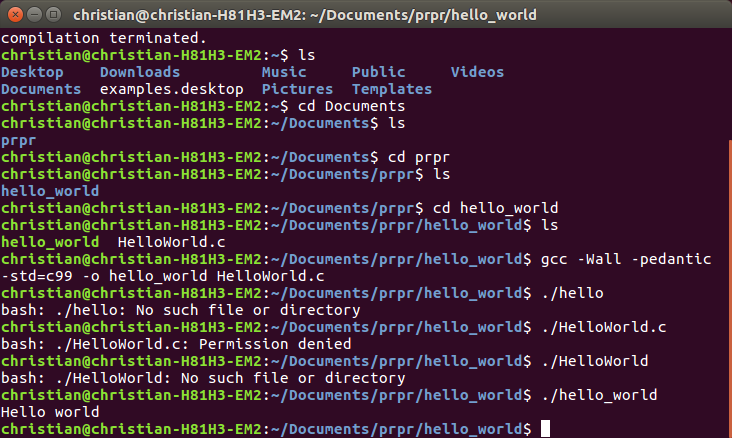 christian@christian-H81H3-EM2: ~/Documents/prpr/hello_world
compilation terminated.
christian@christian-H81H3-EM2:~$ ls
Desktop    Downloads         Music     Public     Videos
Documents  examples.desktop  Pictures  Templates
christian@christian-H81H3-EM2:~$ cd Documents
christian@christian-H81H3-EM2:~/Documents$ ls
prpr
christian@christian-H81H3-EM2:~/Documents$ cd prpr
christian@christian-H81H3-EM2:~/Documents/prpr$ ls
hello_world
christian@christian-H81H3-EM2:~/Documents/prpr$ cd hello_world
christian@christian-H81H3-EM2:~/Documents/prpr/hello_world$ ls
hello_world  HelloWorld.c
christian@christian-H81H3-EM2:~/Documents/prpr/hello_world$ gcc -Wall -pedantic
-std=c99 -o hello_world HelloWorld.c
christian@christian-H81H3-EM2:~/Documents/prpr/hello_world$ ./hello
bash: ./hello: No such file or directory
christian@christian-H81H3-EM2:~/Documents/prpr/hello_world$ ./HelloWorld.c
bash: ./HelloWorld.c: Permission denied
christian@christian-H81H3-EM2:~/Documents/prpr/hello_world$ ./HelloWorld
bash: ./HelloWorld: No such file or directory
christian@christian-H81H3-EM2:~/Documents/prpr/hello_world$ ./hello_world
Hello world
christian@christian-H81H3-EM2:~/Documents/prpr/hello_world$